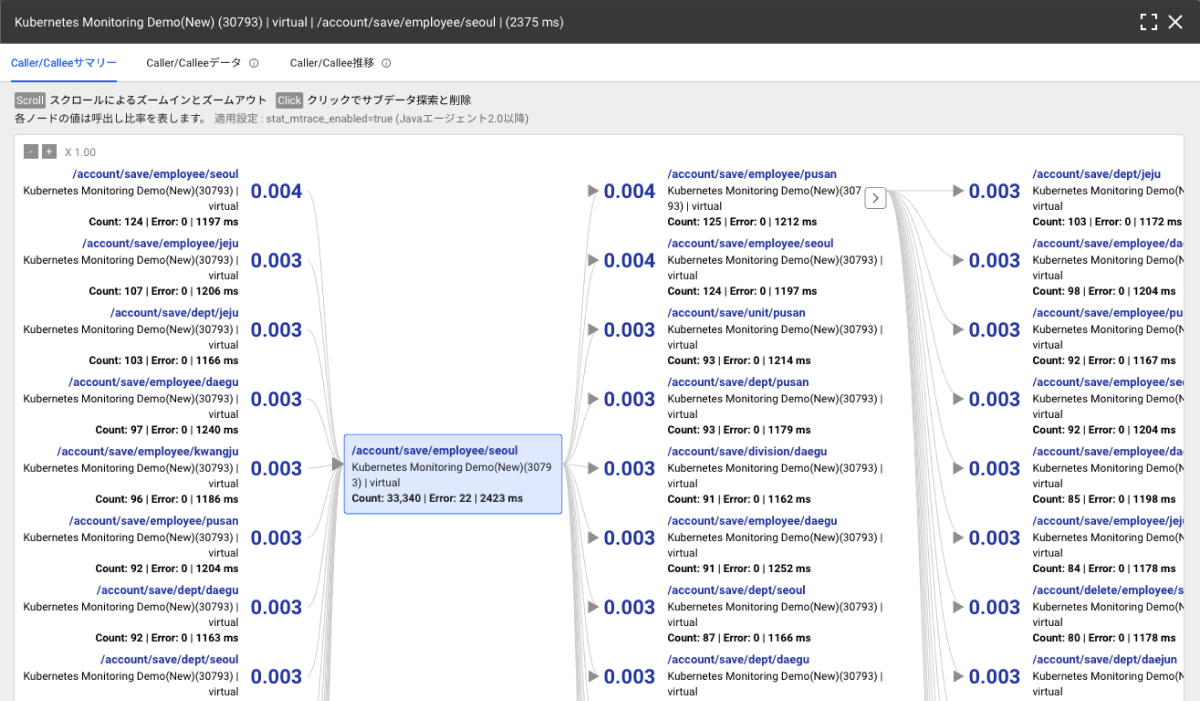 Kubernetes Monitoring Demo(New) (30793) | virtual | /account/save/employee/seoul | (2375 ms)
Caller/Calleeサマリー Caller/Calleeデータ Caller/Callee推移
Scroll スクロールによるズームインとズームアウト Click クリックでサブデータ探索と削除
各ノードの値は呼出し比率を表します。 適用設定 : stat_mtrace_enabled=true (Javaエージェント2.0以降)
- + X 1.00
/account/save/employee/seoul
Kubernetes Monitoring Demo(New)(30793) |
virtual
Count: 124 | Error: 0 | 1197 ms
0.004
/account/save/employee/jeju
Kubernetes Monitoring Demo(New)(30793) |
virtual
Count: 107 | Error: 0 | 1206 ms
0.003
/account/save/dept/jeju
Kubernetes Monitoring Demo(New)(30793) |
virtual
Count: 103 | Error: 0 | 1166 ms
0.003
/account/save/employee/daegu
Kubernetes Monitoring Demo(New)(30793) |
virtual
Count: 97 | Error: 0 | 1240 ms
0.003
/account/save/employee/kwangju
Kubernetes Monitoring Demo(New)(30793) |
virtual
Count: 96 | Error: 0 | 1186 ms
0.003
/account/save/employee/pusan
Kubernetes Monitoring Demo(New)(30793) |
virtual
Count: 92 | Error: 0 | 1204 ms
0.003
/account/save/dept/daegu
Kubernetes Monitoring Demo(New)(30793) |
virtual
Count: 92 | Error: 0 | 1163 ms
0.003
/account/save/dept/seoul
Kubernetes Monitoring Demo(New)(30793) |
virtual
0.003
/account/save/employee/seoul
Kubernetes Monitoring Demo(New)(3079
3) | virtual
Count: 33,340 | Error: 22 | 2423 ms
0.004
/account/save/employee/pusan
Kubernetes Monitoring Demo(New)(307
93) | virtual
Count: 125 | Error: 0 | 1212 ms
0.004
/account/save/employee/seoul
Kubernetes Monitoring Demo(New)(30793) |
virtual
Count: 124 | Error: 0 | 1197 ms
0.003
/account/save/unit/pusan
Kubernetes Monitoring Demo(New)(30793) |
virtual
Count: 93 | Error: 0 | 1214 ms
0.003
/account/save/dept/pusan
Kubernetes Monitoring Demo(New)(30793) |
virtual
Count: 93 | Error: 0 | 1179 ms
0.003
/account/save/division/daegu
Kubernetes Monitoring Demo(New)(30793) |
virtual
Count: 91 | Error: 0 | 1162 ms
0.003
/account/save/employee/daegu
Kubernetes Monitoring Demo(New)(30793) |
virtual
Count: 91 | Error: 0 | 1252 ms
0.003
/account/save/dept/seoul
Kubernetes Monitoring Demo(New)(30793) |
virtual
Count: 87 | Error: 0 | 1166 ms
0.003
/account/save/dept/daegu
Kubernetes Monitoring Demo(New)(30793) |
virtual
0.003
/account/save/dept/jeju
Kubernetes Monitoring Demo(N
virtual
Count: 103 | Error: 0 | 1172 ms
0.003
/account/save/employee/da
Kubernetes Monitoring Demo(N
virtual
Count: 98 | Error: 0 | 1204 ms
0.003
/account/save/employee/pu
Kubernetes Monitoring Demo(N
virtual
Count: 92 | Error: 0 | 1167 ms
0.003
/account/save/employee/se
Kubernetes Monitoring Demo(N
virtual
Count: 92 | Error: 0 | 1204 ms
0.003
/account/save/employee/da
Kubernetes Monitoring Demo(N
virtual
Count: 85 | Error: 0 | 1198 ms
0.003
/account/save/employee/jej
Kubernetes Monitoring Demo(N
virtual
Count: 84 | Error: 0 | 1178 ms
0.003
/account/delete/employee/s
Kubernetes Monitoring Demo(N
virtual
Count: 80 | Error: 0 | 1178 ms
0.003
/account/save/dept/daejun
Kubernetes Monitoring Demo(N
virtual